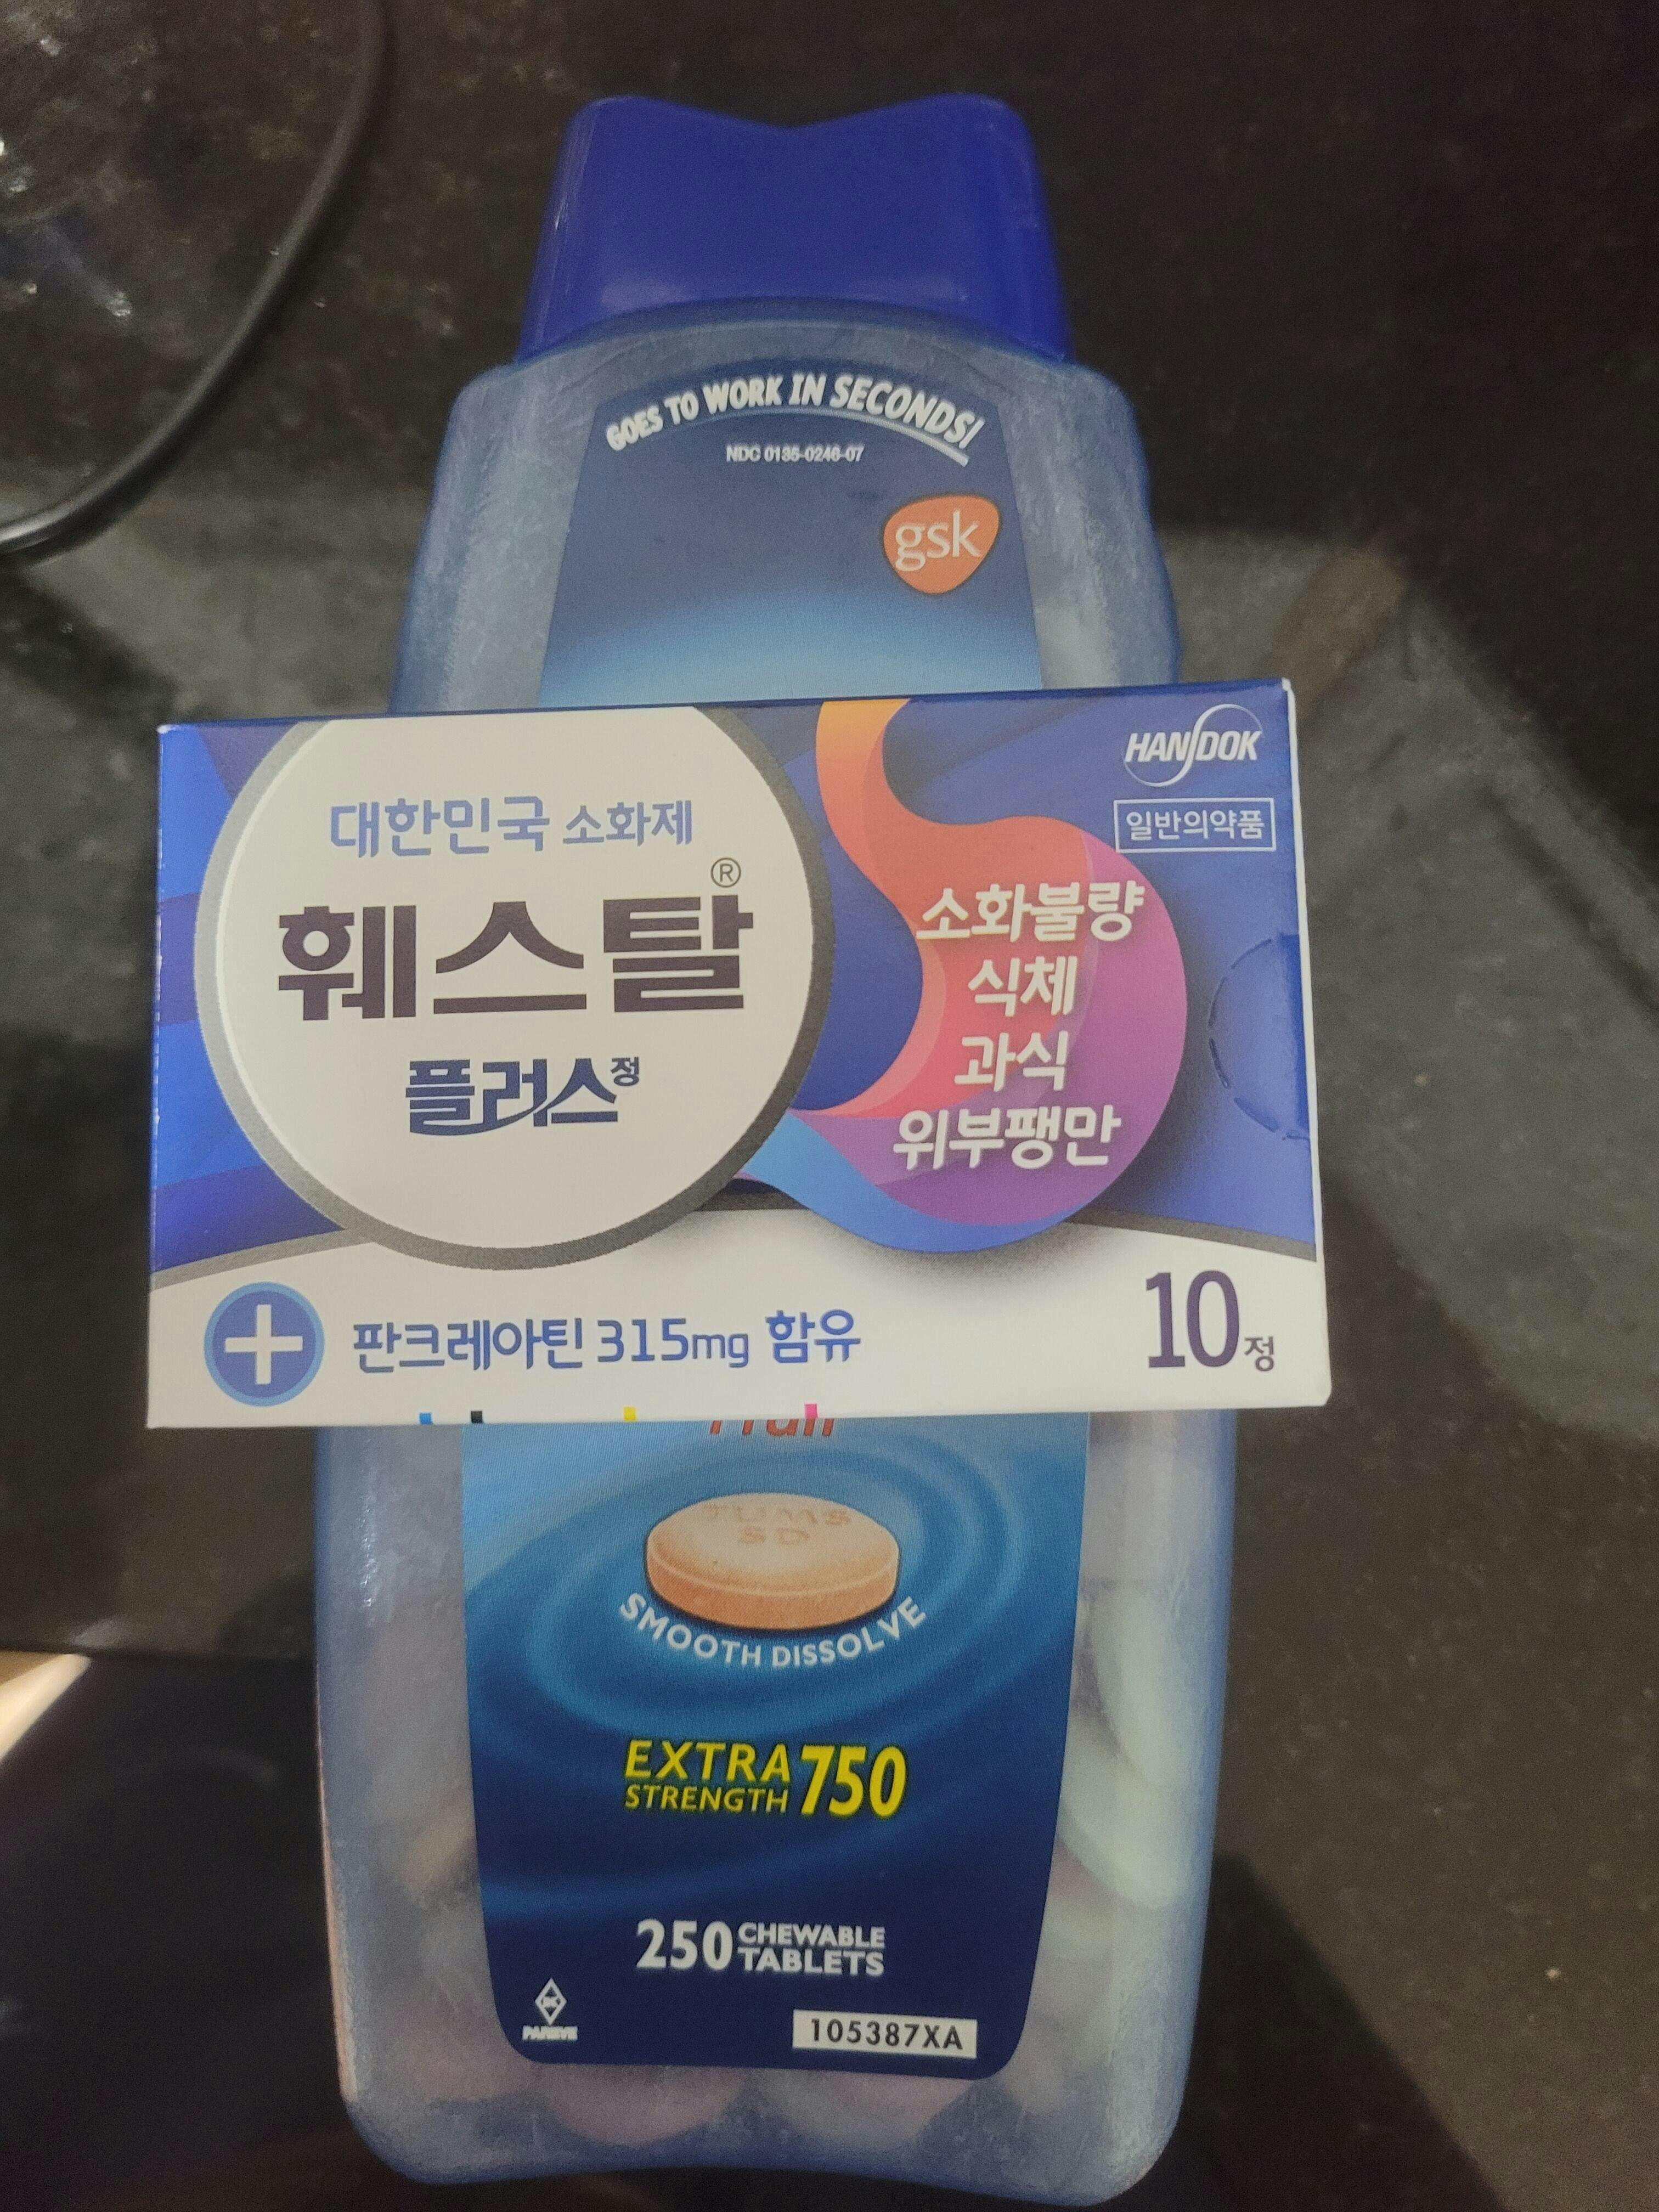 GOES TO WORK IN SECONDS!
NDC 0135-0246-07
gsk
HANDOK
일반의약품
대한민국 소화제
훼스탈®
플러스정
소화불량
식체
과식
위부팽만
판크레아틴 315mg 함유
10정
TUMS
SD
SMOOTH DISSOLVE
EXTRA STRENGTH 750
250 CHEWABLE TABLETS
PAREVE
105387XA